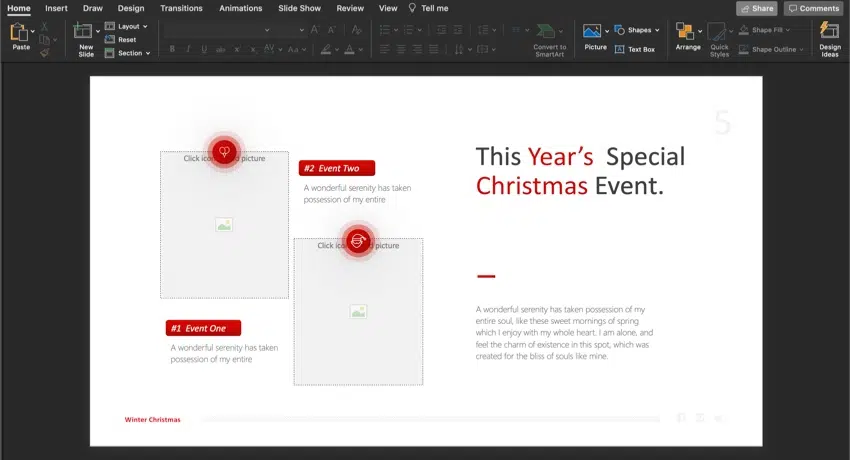 Home Insert Draw Design Transitions Animations Slide Show Review View Tell me Share Comments
Paste
New Slide
Layout
Reset
Section
B I U
Convert to SmartArt
Picture
Shapes
Text Box
Arrange
Quick Styles
Shape Fill
Shape Outline
Design Ideas
5
Click ico d picture
#2 Event Two
A wonderful serenity has taken
possession of my entire
Click ico d picture
#1 Event One
A wonderful serenity has taken
possession of my entire
This Year’s Special
Christmas Event.
A wonderful serenity has taken possession of my
entire soul, like these sweet mornings of spring
which I enjoy with my whole heart. I am alone, and
feel the charm of existence in this spot, which was
created for the bliss of souls like mine.
Winter Christmas